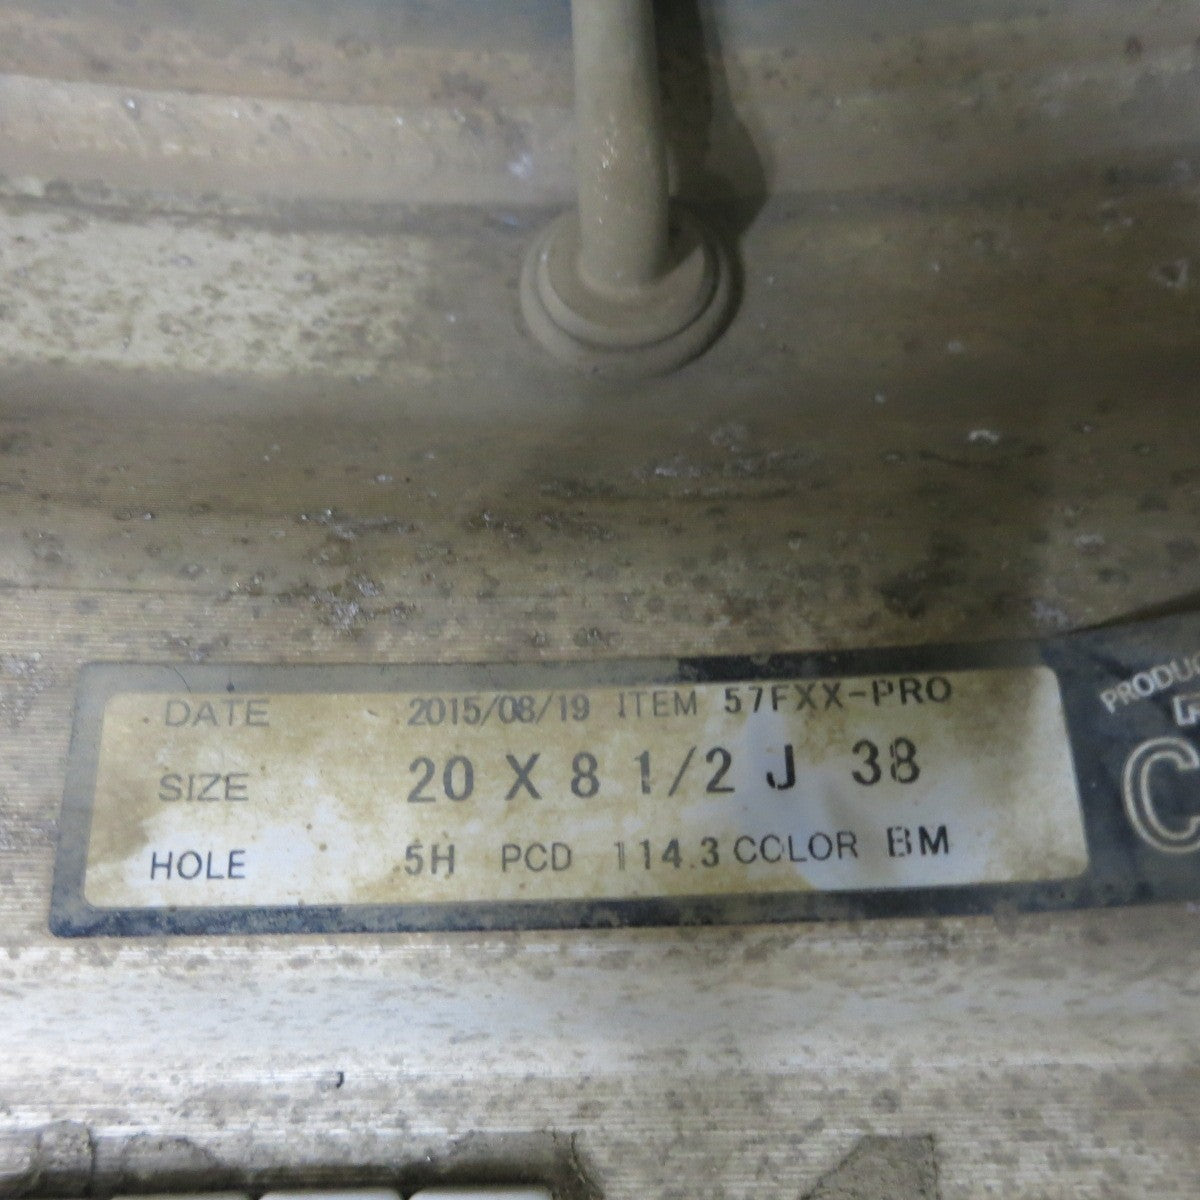 DATE 2015/08/19 ITEM 57FXX-PRO
SIZE 20 X 8 1/2 J 38
HOLE 5H PCD 114.3 COLOR BM